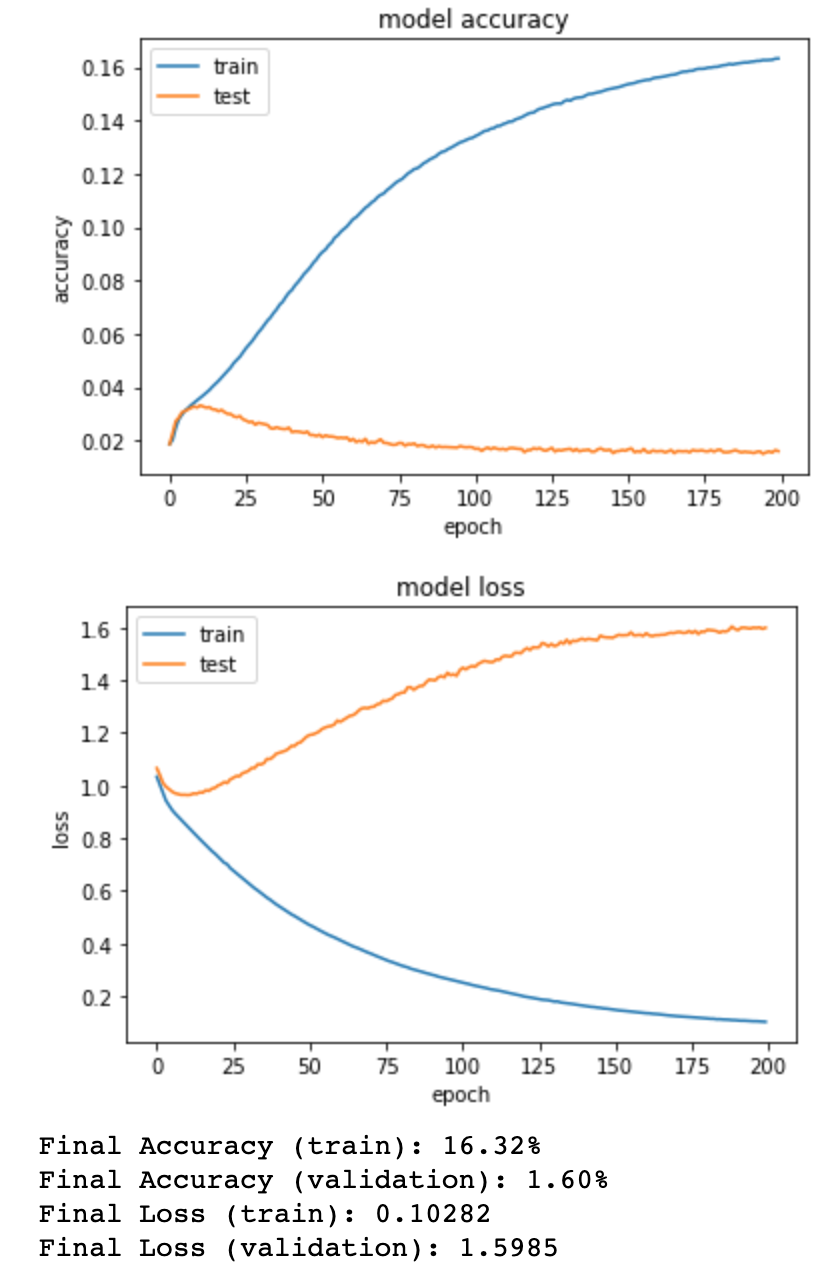 model accuracy
train
test
0.16
0.14
0.12
0.10
0.08
0.06
0.04
0.02
accuracy
0 25 50 75 100 125 150 175 200
epoch
model loss
train
test
1.6
1.4
1.2
1.0
0.8
0.6
0.4
0.2
loss
0 25 50 75 100 125 150 175 200
epoch
Final Accuracy (train): 16.32%
Final Accuracy (validation): 1.60%
Final Loss (train): 0.10282
Final Loss (validation): 1.5985